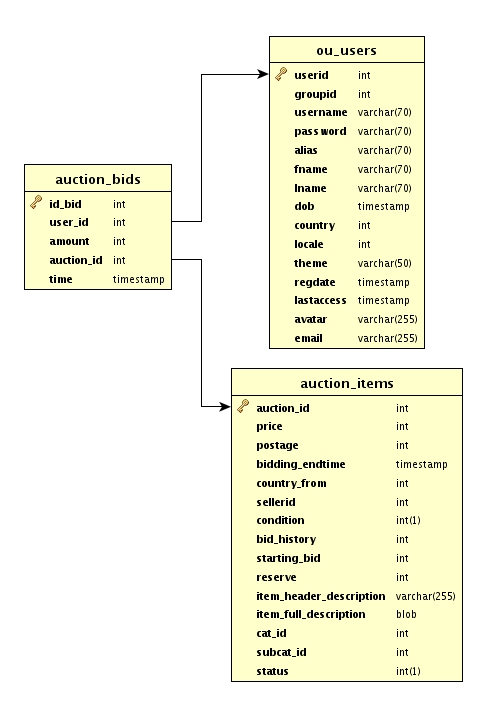 ou_users
userid int
groupid int
username varchar(70)
password varchar(70)
alias varchar(70)
fname varchar(70)
lname varchar(70)
dob timestamp
country int
locale int
theme varchar(50)
regdate timestamp
lastaccess timestamp
avatar varchar(255)
email varchar(255)
auction_bids
id_bid int
user_id int
amount int
auction_id int
time timestamp
auction_items
auction_id int
price int
postage int
bidding_endtime timestamp
country_from int
sellerid int
condition int(1)
bid_history int
starting_bid int
reserve int
item_header_description varchar(255)
item_full_description blob
cat_id int
subcat_id int
status int(1)